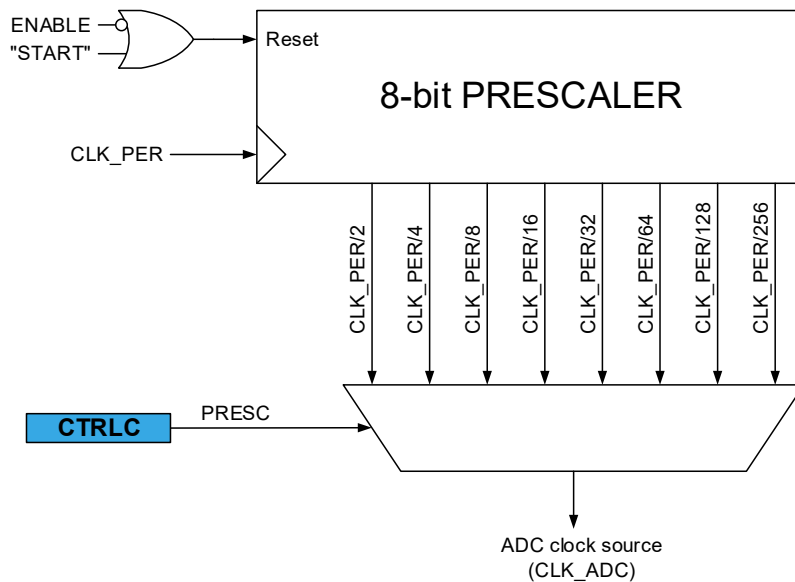 ENABLE
"START"
Reset
8-bit PRESCALER
CLK_PER
CLK_PER/2
CLK_PER/4
CLK_PER/8
CLK_PER/16
CLK_PER/32
CLK_PER/64
CLK_PER/128
CLK_PER/256
CTRLC
PRESC
ADC clock source
(CLK_ADC)